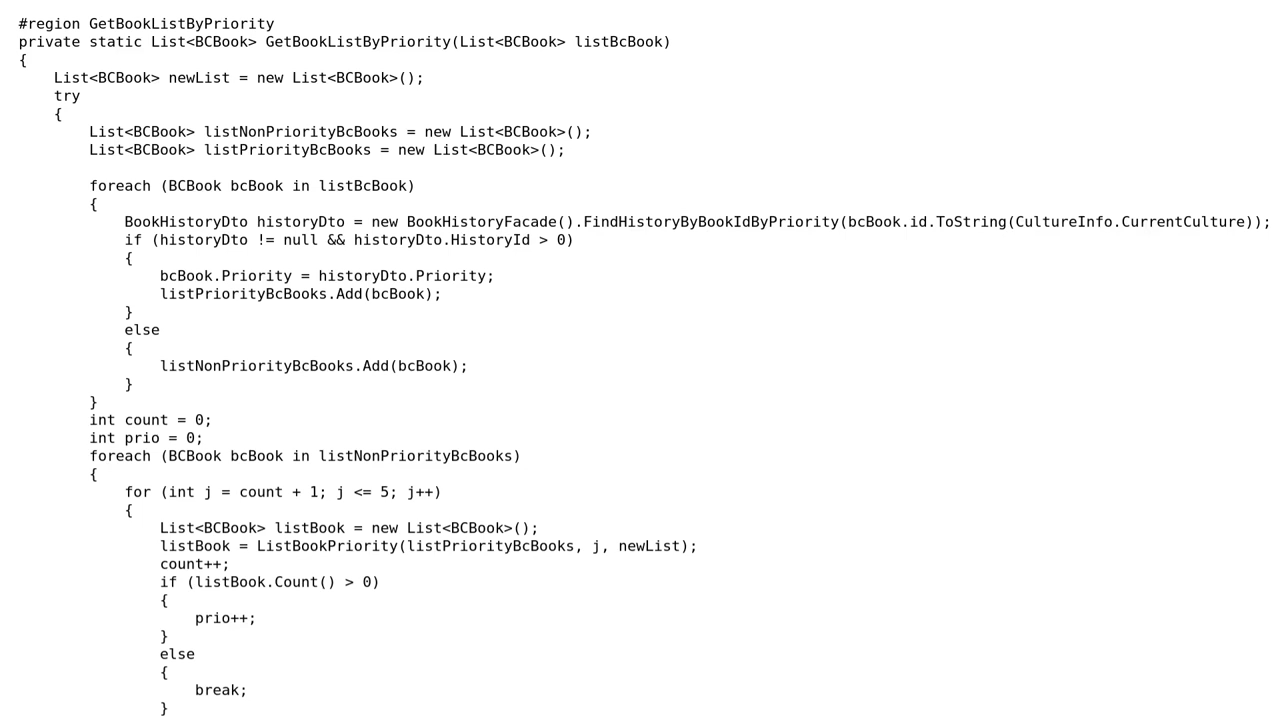 #region GetBookListByPriority
private static List<BCBook> GetBookListByPriority(List<BCBook> listBcBook)
{
    List<BCBook> newList = new List<BCBook>();
    try
    {
        List<BCBook> listNonPriorityBcBooks = new List<BCBook>();
        List<BCBook> listPriorityBcBooks = new List<BCBook>();

        foreach (BCBook bcBook in listBcBook)
        {
            BookHistoryDto historyDto = new BookHistoryFacade().FindHistoryByBookIdByPriority(bcBook.id.ToString(CultureInfo.CurrentCulture));
            if (historyDto != null && historyDto.HistoryId > 0)
            {
                bcBook.Priority = historyDto.Priority;
                listPriorityBcBooks.Add(bcBook);
            }
            else
            {
                listNonPriorityBcBooks.Add(bcBook);
            }
        }
        int count = 0;
        int prio = 0;
        foreach (BCBook bcBook in listNonPriorityBcBooks)
        {
            for (int j = count + 1; j <= 5; j++)
            {
                List<BCBook> listBook = new List<BCBook>();
                listBook = ListBookPriority(listPriorityBcBooks, j, newList);
                count++;
                if (listBook.Count() > 0)
                {
                    prio++;
                }
                else
                {
                    break;
                }